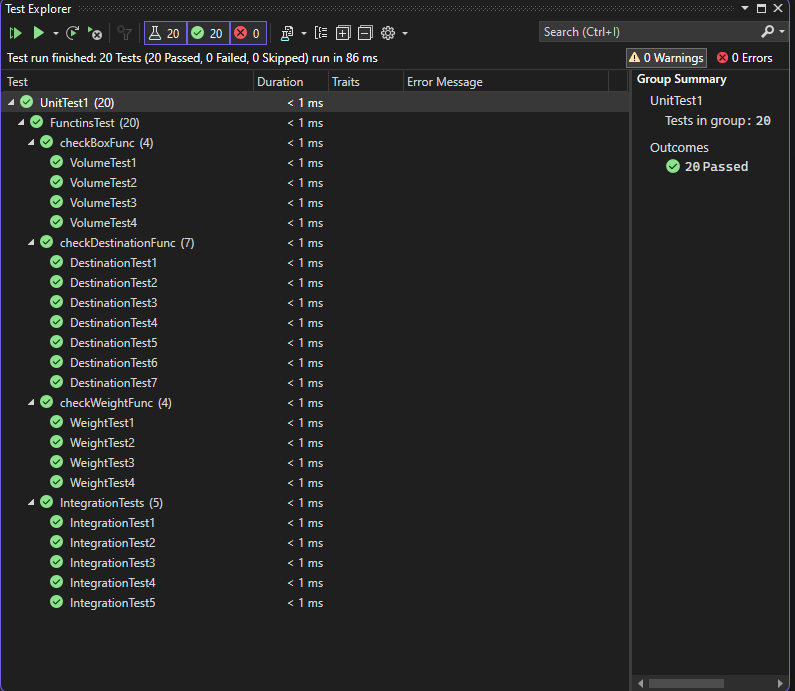 Test Explorer
20 20 0
Search (Ctrl+I)
Test run finished: 20 Tests (20 Passed, 0 Failed, 0 Skipped) run in 86 ms
0 Warnings 0 Errors
Test Duration Traits Error Message
UnitTest1 (20) < 1 ms
FunctinsTest (20) < 1 ms
checkBoxFunc (4) < 1 ms
VolumeTest1 < 1 ms
VolumeTest2 < 1 ms
VolumeTest3 < 1 ms
VolumeTest4 < 1 ms
checkDestinationFunc (7) < 1 ms
DestinationTest1 < 1 ms
DestinationTest2 < 1 ms
DestinationTest3 < 1 ms
DestinationTest4 < 1 ms
DestinationTest5 < 1 ms
DestinationTest6 < 1 ms
DestinationTest7 < 1 ms
checkWeightFunc (4) < 1 ms
WeightTest1 < 1 ms
WeightTest2 < 1 ms
WeightTest3 < 1 ms
WeightTest4 < 1 ms
IntegrationTests (5) < 1 ms
IntegrationTest1 < 1 ms
IntegrationTest2 < 1 ms
IntegrationTest3 < 1 ms
IntegrationTest4 < 1 ms
IntegrationTest5 < 1 ms
Group Summary
UnitTest1
Tests in group: 20
Outcomes
20 Passed